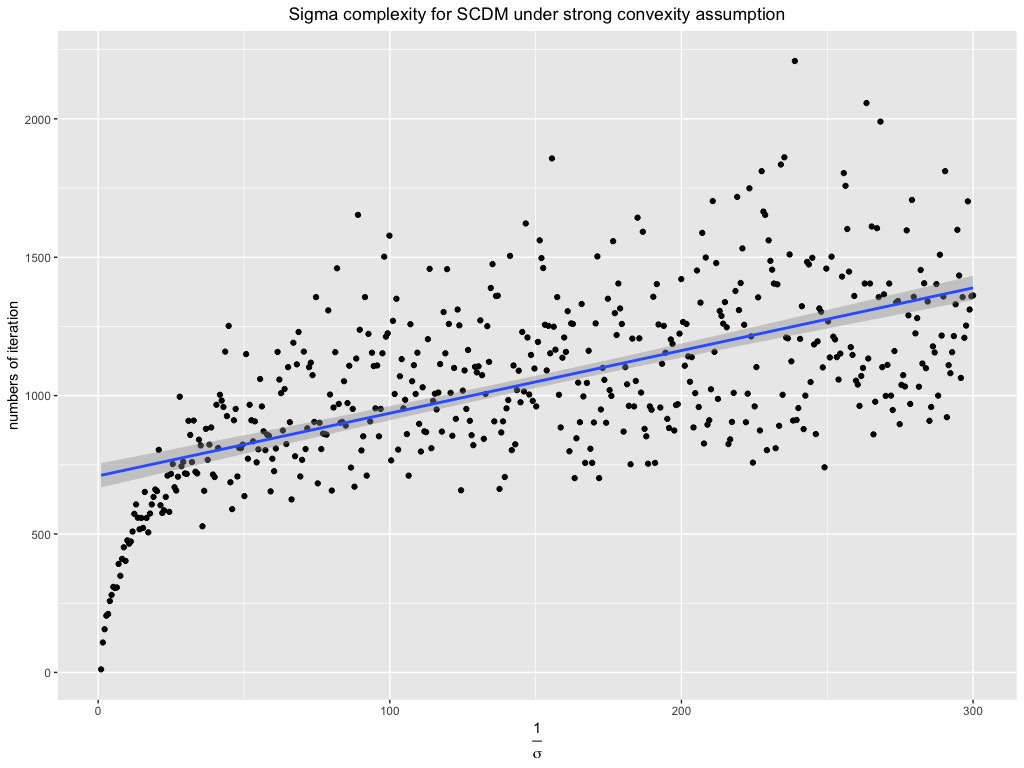 Sigma complexity for SCDM under strong convexity assumption
numbers of iteration
2000
1500
1000
500
0
0 100 200 300
1
σ